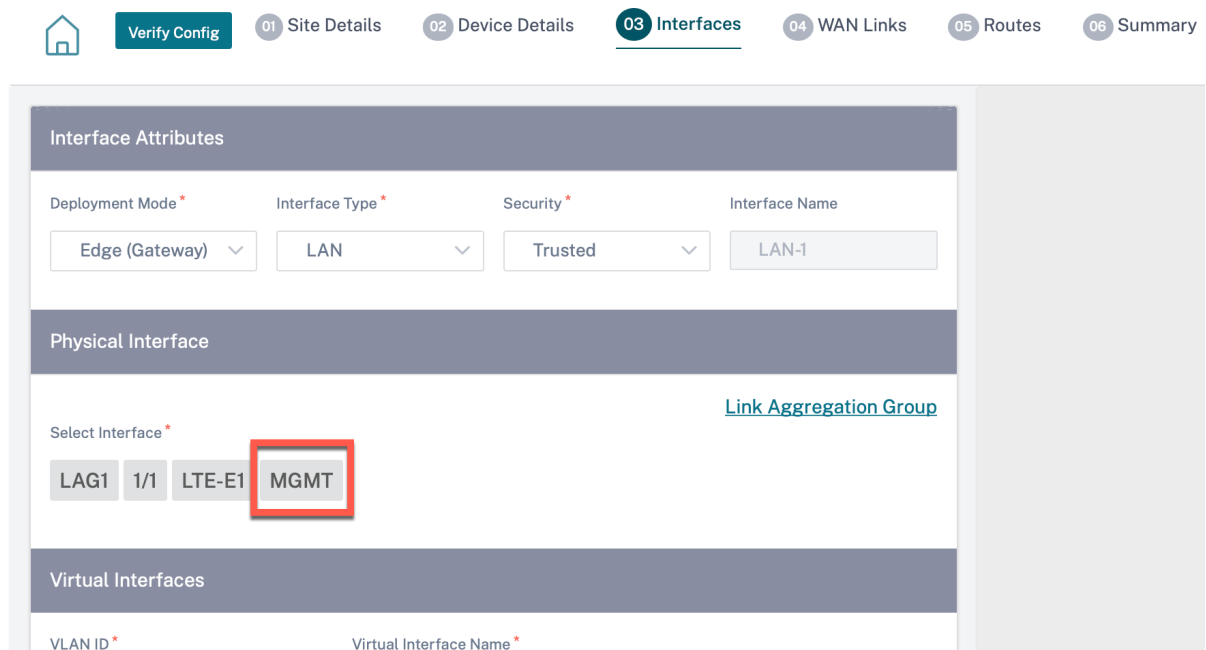 Verify Config
01 Site Details
02 Device Details
03 Interfaces
04 WAN Links
05 Routes
06 Summary
Interface Attributes
Deployment Mode* Interface Type* Security* Interface Name
Edge (Gateway) LAN Trusted LAN-1
Physical Interface
Link Aggregation Group
Select Interface*
LAG1 1/1 LTE-E1 MGMT
Virtual Interfaces
VLAN ID* Virtual Interface Name*